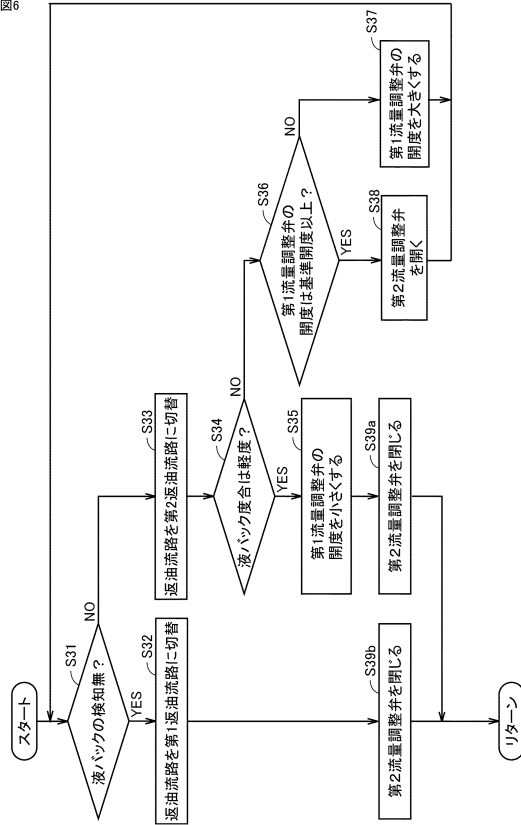 図6
スタート
S31
液バックの検知無？
YES
NO
S32
返油流路を第1返油流路に切替
S33
返油流路を第2返油流路に切替
S34
液バック度合は軽度？
YES
NO
S35
第1流量調整弁の
開度を小さくする
S36
第1流量調整弁の
開度は基準開度以上？
YES
NO
S37
第1流量調整弁の
開度を大きくする
S38
第2流量調整弁
を開く
S39a
第2流量調整弁を閉じる
S39b
第2流量調整弁を閉じる
リターン